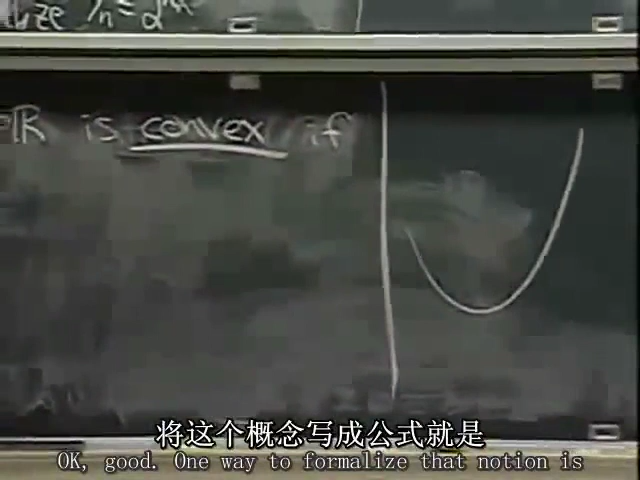 ℝ is convex if
将这个概念写成公式就是
OK, good. One way to formalize that notion is